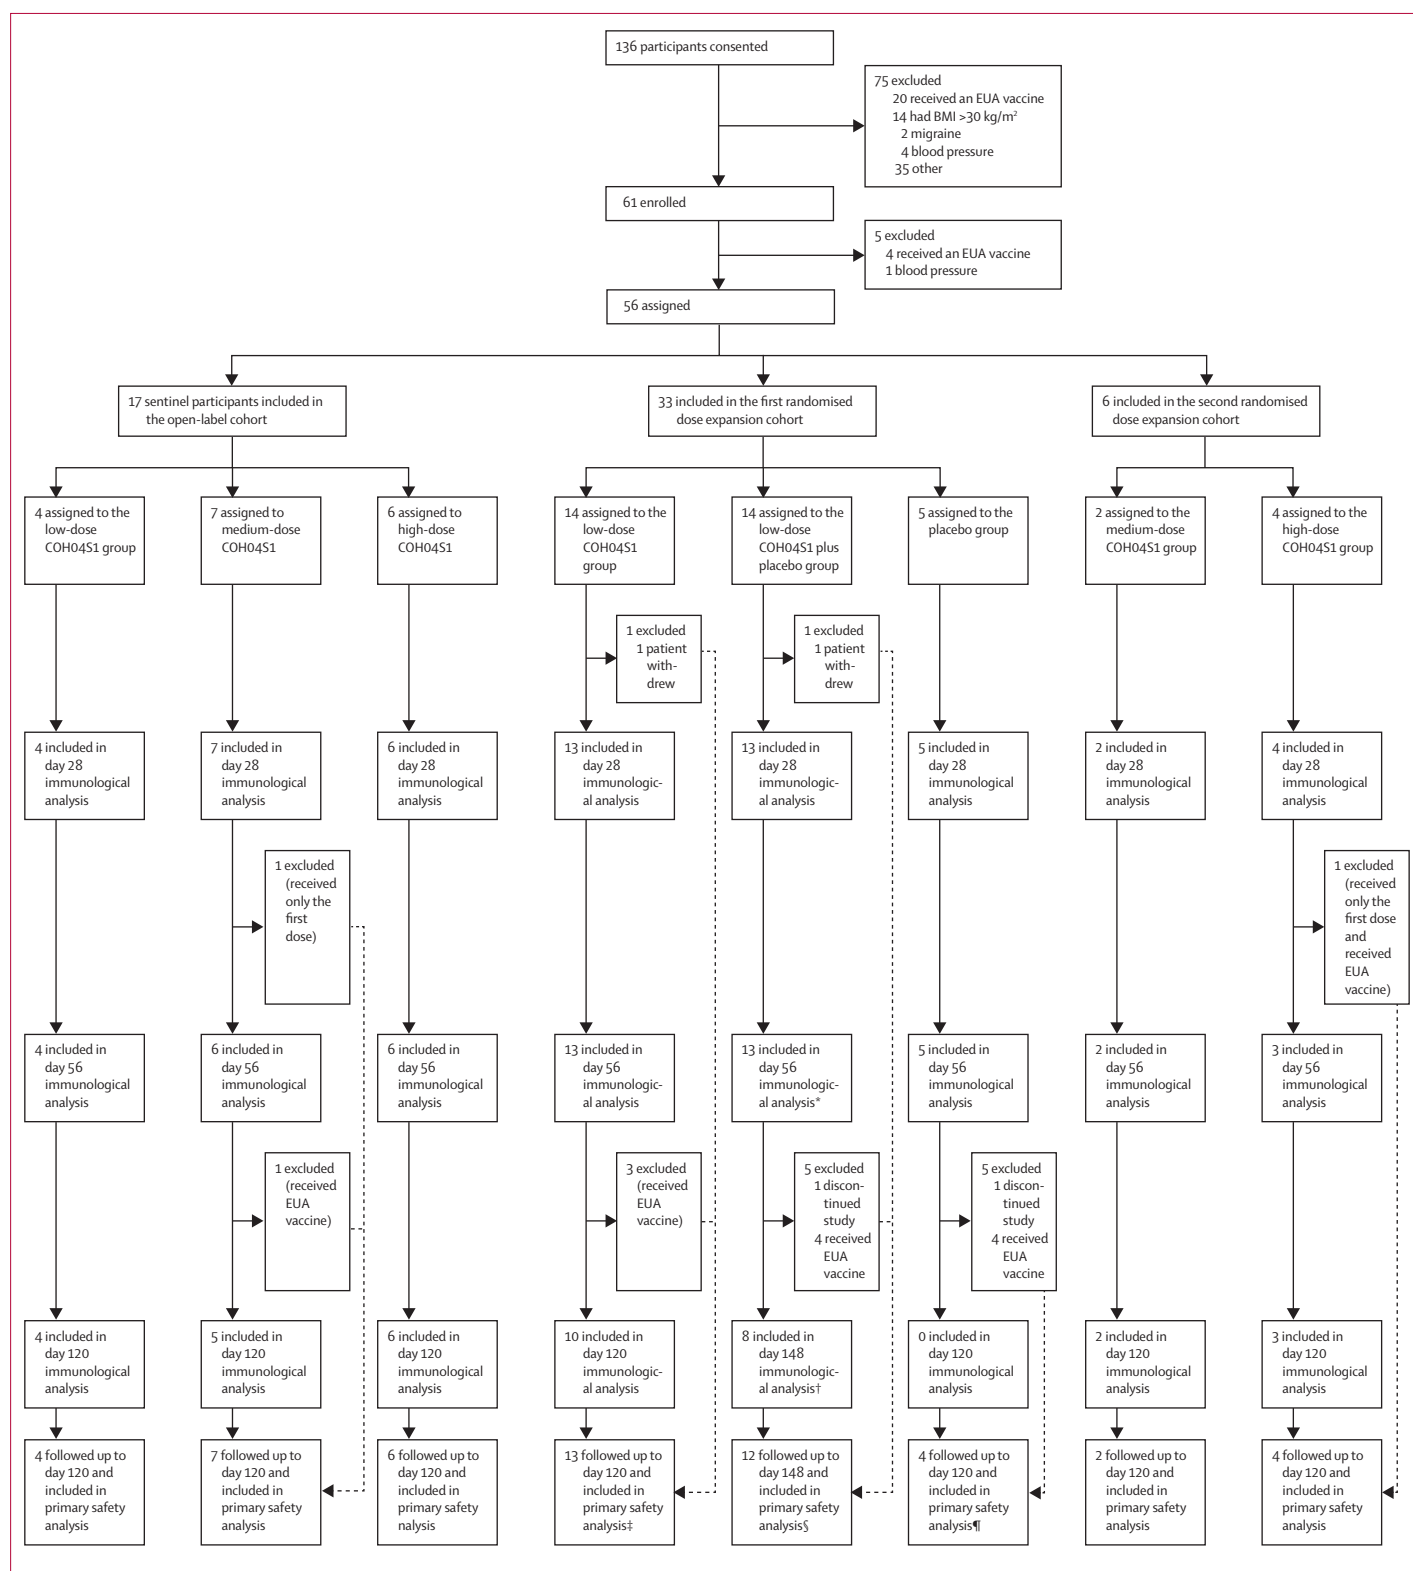 136 participants consented
75 excluded
20 received an EUA vaccine
14 had BMI >30 kg/m²
2 migraine
4 blood pressure
35 other
61 enrolled
5 excluded
4 received an EUA vaccine
1 blood pressure
56 assigned
17 sentinel participants included in
the open-label cohort
33 included in the first randomised
dose expansion cohort
6 included in the second randomised
dose expansion cohort
4 assigned to the
low-dose
COH04S1 group
7 assigned to
medium-dose
COH04S1
6 assigned to
high-dose
COH04S1
14 assigned to the
low-dose
COH04S1
group
14 assigned to the
low-dose
COH04S1 plus
placebo group
5 assigned to the
placebo group
2 assigned to the
medium-dose
COH04S1 group
4 assigned to the
high-dose
COH04S1 group
1 excluded
1 patient
with-
drew
1 excluded
1 patient
with-
drew
4 included in
day 28
immunological
analysis
7 included in
day 28
immunological
analysis
6 included in
day 28
immunological
analysis
13 included in
day 28
immunologic-
al analysis
13 included in
day 28
immunologic-
al analysis
5 included in
day 28
immunological
analysis
2 included in
day 28
immunological
analysis
4 included in
day 28
immunological
analysis
1 excluded
(received
only the
first
dose)
1 excluded
(received
only the
first dose
and
received
EUA
vaccine)
4 included in
day 56
immunological
analysis
6 included in
day 56
immunological
analysis
6 included in
day 56
immunological
analysis
13 included in
day 56
immunologic-
al analysis
13 included in
day 56
immunologic-
al analysis*
5 included in
day 56
immunological
analysis
2 included in
day 56
immunological
analysis
3 included in
day 56
immunological
analysis
1 excluded
(received
EUA
vaccine)
3 excluded
(received
EUA
vaccine)
5 excluded
1 discon-
tinued
study
4 received
EUA
vaccine
5 excluded
1 discon-
tinued
study
4 received
EUA
vaccine
4 included in
day 120
immunological
analysis
5 included in
day 120
immunological
analysis
6 included in
day 120
immunological
analysis
10 included in
day 120
immunologic-
al analysis
8 included in
day 148
immunologic-
al analysis†
0 included in
day 120
immunological
analysis
2 included in
day 120
immunological
analysis
3 included in
day 120
immunological
analysis
4 followed up to
day 120 and
included in
primary safety
analysis
7 followed up to
day 120 and
included in
primary safety
analysis
6 followed up to
day 120 and
included in
primary safety
nalysis
13 followed up to
day 120 and
included in
primary safety
analysis‡
12 followed up to
day 148 and
included in
primary safety
analysis§
4 followed up to
day 120 and
included in
primary safety
analysis¶
2 followed up to
day 120 and
included in
primary safety
analysis
4 followed up to
day 120 and
included in
primary safety
analysis